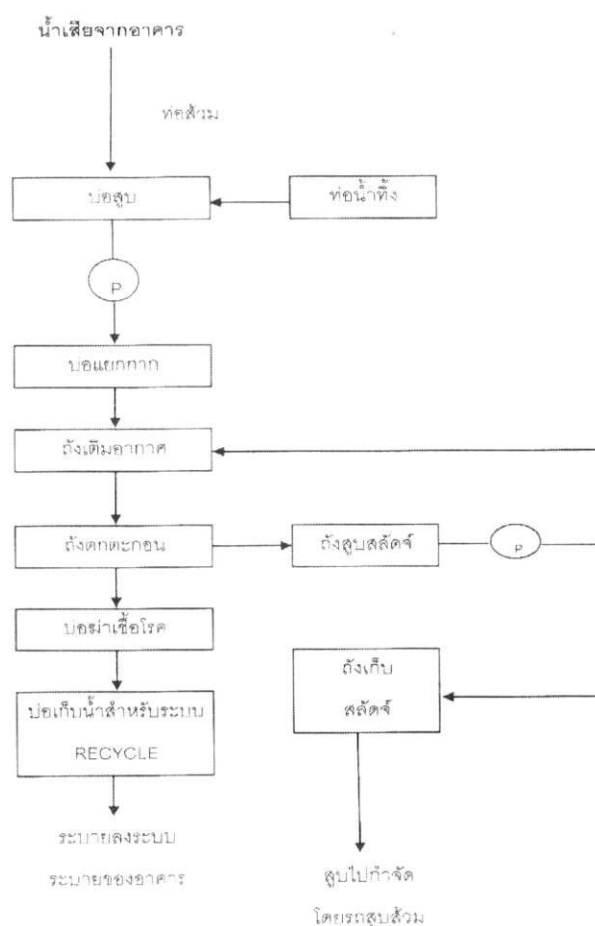 น้ำเสียจากอาคาร
ท่อส้วม
บ่อสูบ
ท่อน้ำทิ้ง
P
บ่อแยกกาก
ถังเติมอากาศ
ถังตกตะกอน
ถังสูบสลัดจ์
P
บ่อฆ่าเชื้อโรค
ถังเก็บ
สลัดจ์
บ่อเก็บน้ำสำหรับระบบ
RECYCLE
ระบายลงระบบ
ระบายของอาคาร
สูบไปกำจัด
โดยรถสูบส้วม